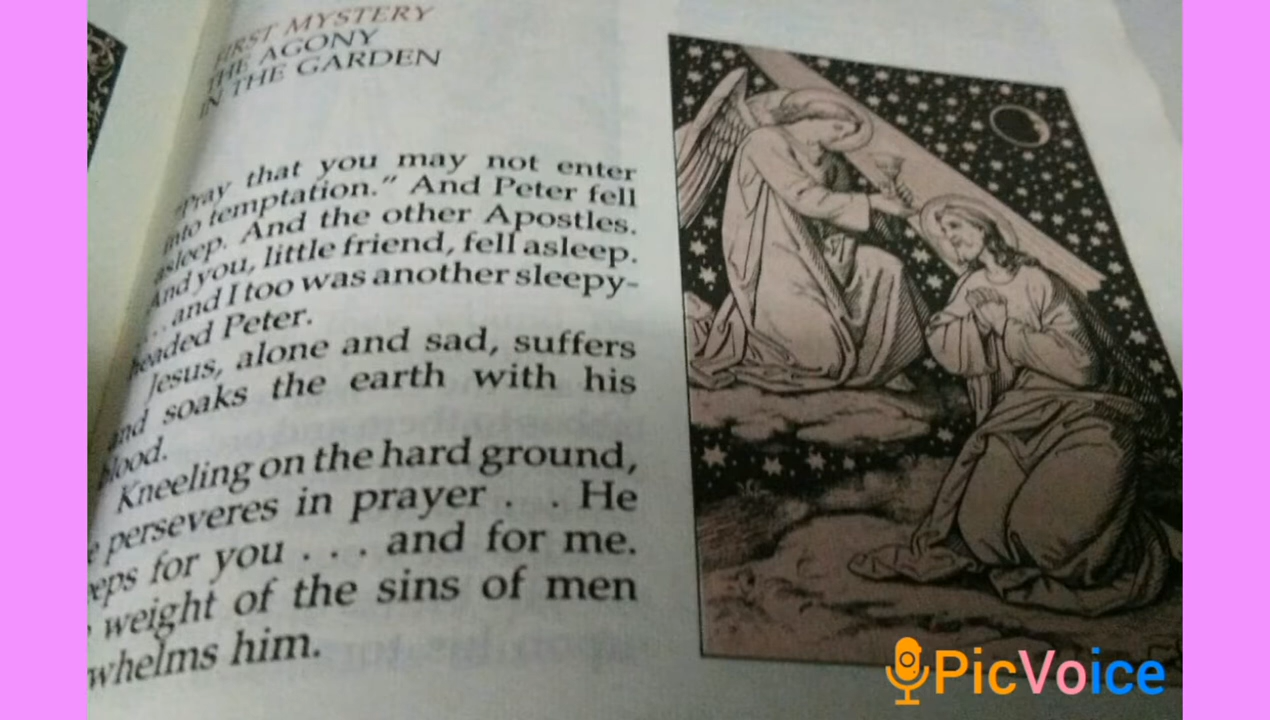 FIRST MYSTERY
THE AGONY
IN THE GARDEN
"Pray that you may not enter
into temptation." And Peter fell
asleep. And the other Apostles.
And you, little friend, fell asleep.
. . . and I too was another sleepy-
headed Peter.
Jesus, alone and sad, suffers
and soaks the earth with his
blood.
Kneeling on the hard ground,
perseveres in prayer . . He
for you . . . and for me.
weight of the sins of men
whelms him.
PicVoice